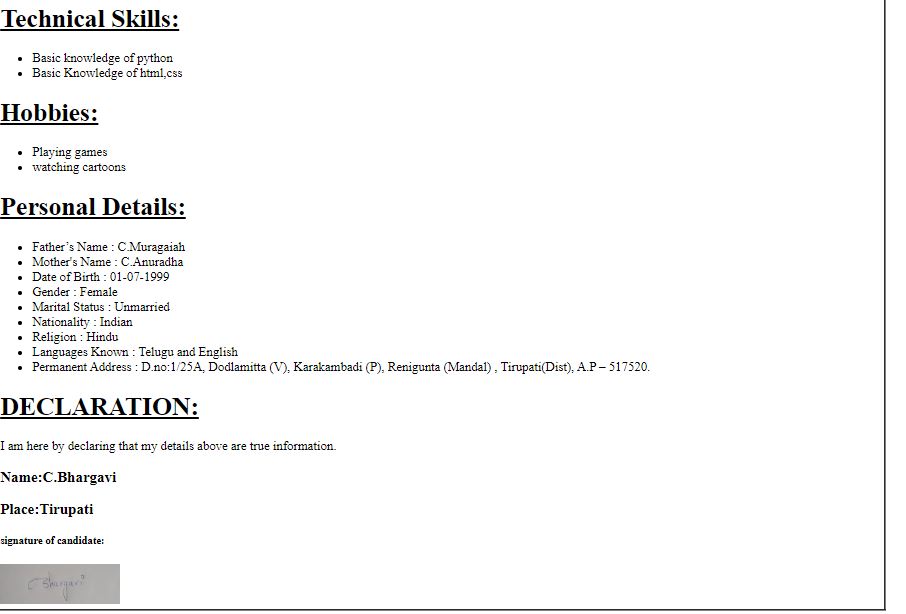 Technical Skills:
Basic knowledge of python
Basic Knowledge of html,css
Hobbies:
Playing games
watching cartoons
Personal Details:
Father’s Name : C.Muragaiah
Mother's Name : C.Anuradha
Date of Birth : 01-07-1999
Gender : Female
Marital Status : Unmarried
Nationality : Indian
Religion : Hindu
Languages Known : Telugu and English
Permanent Address : D.no:1/25A, Dodlamitta (V), Karakambadi (P), Renigunta (Mandal) , Tirupati(Dist), A.P – 517520.
DECLARATION:
I am here by declaring that my details above are true information.
Name:C.Bhargavi
Place:Tirupati
signature of candidate:
C Bhargavi